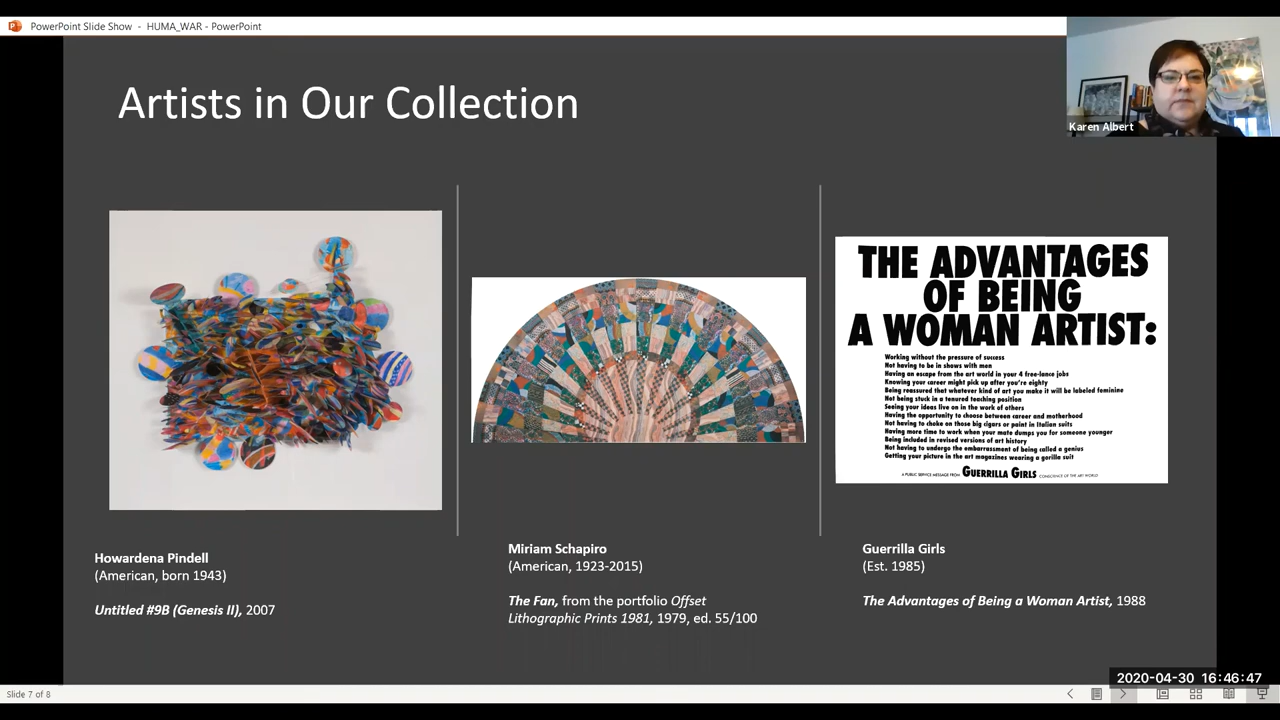 PowerPoint Slide Show - HUMA_WAR - PowerPoint
Karen Albert
Artists in Our Collection
THE ADVANTAGES
OF BEING
A WOMAN ARTIST:
Working without the pressure of success
Not having to be in shows with men
Having an escape from the art world in your 4 free-lance jobs
Knowing your career might pick up after you're eighty
Being reassured that whatever kind of art you make it will be labeled feminine
Not being stuck in a tenured teaching position
Seeing your ideas live on in the work of others
Having the opportunity to choose between career and motherhood
Not having to choke on those big cigars or paint in Italian suits
Having more time to work when your mate dumps you for someone younger
Being included in revised versions of art history
Not having to undergo the embarrassment of being called a genius
Getting your picture in the art magazines wearing a gorilla suit
A PUBLIC SERVICE MESSAGE FROM GUERRILLA GIRLS CONSCIENCE OF THE ART WORLD
Howardena Pindell
(American, born 1943)
Untitled #9B (Genesis II), 2007
Miriam Schapiro
(American, 1923-2015)
The Fan, from the portfolio Offset
Lithographic Prints 1981, 1979, ed. 55/100
Guerrilla Girls
(Est. 1985)
The Advantages of Being a Woman Artist, 1988
2020-04-30 16:46:47
Slide 7 of 8